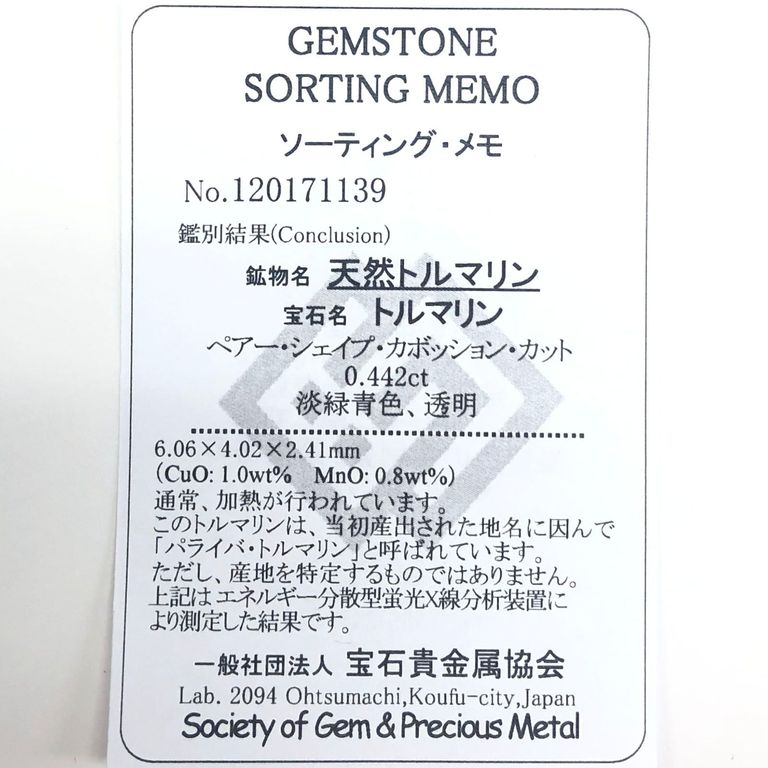 GEMSTONE
SORTING MEMO
ソーティング・メモ
No.120171139
鑑別結果(Conclusion)
鉱物名 天然トルマリン
宝石名 トルマリン
ペアー・シェイプ・カボッション・カット
0.442ct
淡緑青色、透明
6.06×4.02×2.41mm
(CuO: 1.0wt% MnO: 0.8wt%)
通常、加熱が行われています。
このトルマリンは、当初産出された地名に因んで
「パライバ・トルマリン」と呼ばれています。
ただし、産地を特定するものではありません。
上記は エネルギー分散型蛍光X線分析装置に
より測定した結果です。
一般社団法人 宝石貴金属協会
Lab. 2094 Ohtsumachi,Koufu-city,Japan
Society of Gem & Precious Metal